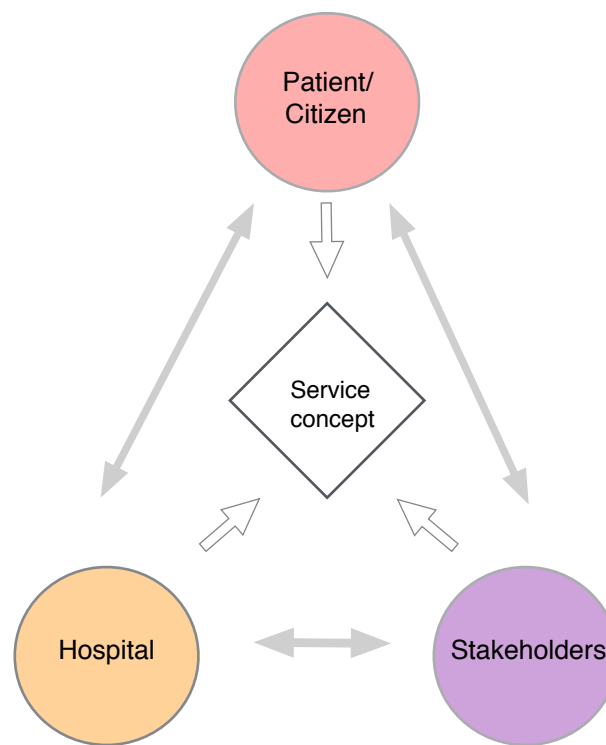 Patient/
Citizen
Service
concept
Hospital
Stakeholders